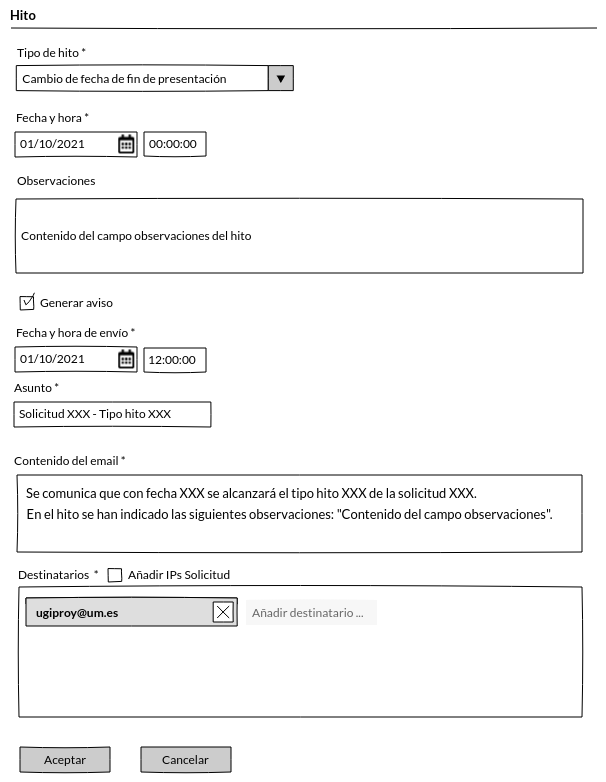 Hito
Tipo de hito *
Cambio de fecha de fin de presentación
Fecha y hora *
01/10/2021 00:00:00
Observaciones
Contenido del campo observaciones del hito
Generar aviso
Fecha y hora de envío *
01/10/2021 12:00:00
Asunto *
Solicitud XXX - Tipo hito XXX
Contenido del email *
Se comunica que con fecha XXX se alcanzará el tipo hito XXX de la solicitud XXX.
En el hito se han indicado las siguientes observaciones: "Contenido del campo observaciones".
Destinatarios * Añadir IPs Solicitud
ugiproy@um.es Añadir destinatario ...
Aceptar Cancelar